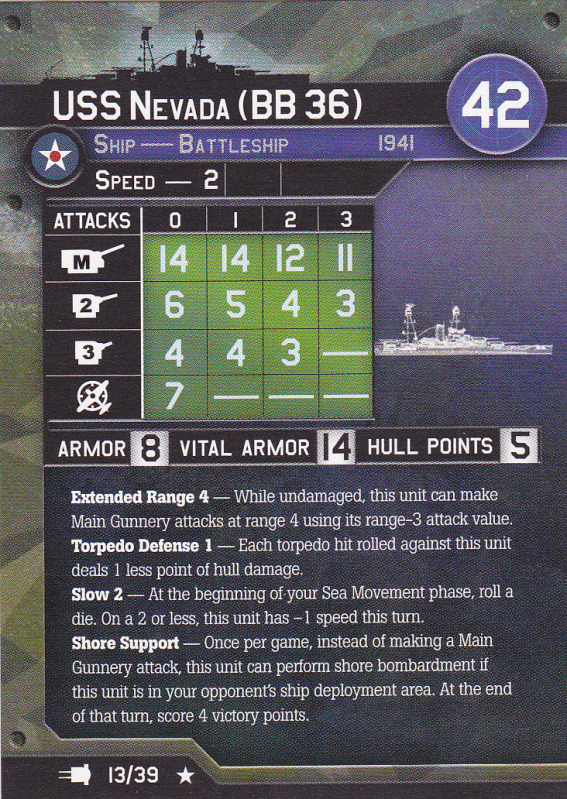 USS Nevada (BB 36)
42
Ship — Battleship 1941
Speed — 2
ATTACKS 0 1 2 3
M 14 14 12 11
2 6 5 4 3
3 4 4 3 —
7 — — —
ARMOR 8 VITAL ARMOR 14 HULL POINTS 5
Extended Range 4 — While undamaged, this unit can make
Main Gunnery attacks at range 4 using its range-3 attack value.
Torpedo Defense 1 — Each torpedo hit rolled against this unit
deals 1 less point of hull damage.
Slow 2 — At the beginning of your Sea Movement phase, roll a
die. On a 2 or less, this unit has –1 speed this turn.
Shore Support — Once per game, instead of making a Main
Gunnery attack, this unit can perform shore bombardment if
this unit is in your opponent's ship deployment area. At the end
of that turn, score 4 victory points.
13/39 ★